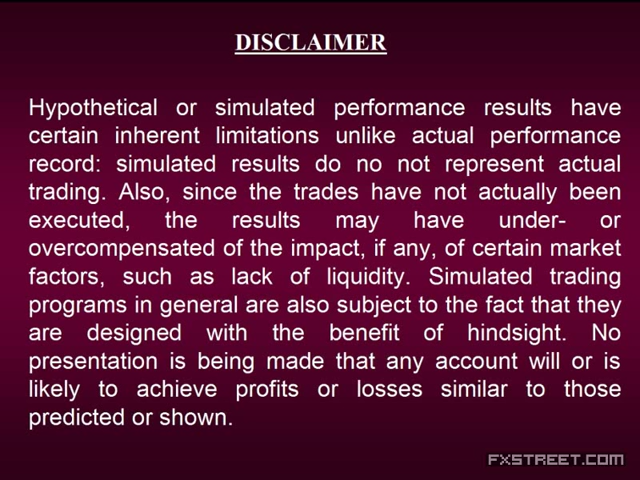 DISCLAIMER
Hypothetical or simulated performance results have
certain inherent limitations unlike actual performance
record: simulated results do no not represent actual
trading. Also, since the trades have not actually been
executed, the results may have under- or
overcompensated of the impact, if any, of certain market
factors, such as lack of liquidity. Simulated trading
programs in general are also subject to the fact that they
are designed with the benefit of hindsight. No
presentation is being made that any account will or is
likely to achieve profits or losses similar to those
predicted or shown.
FXSTREET.COM